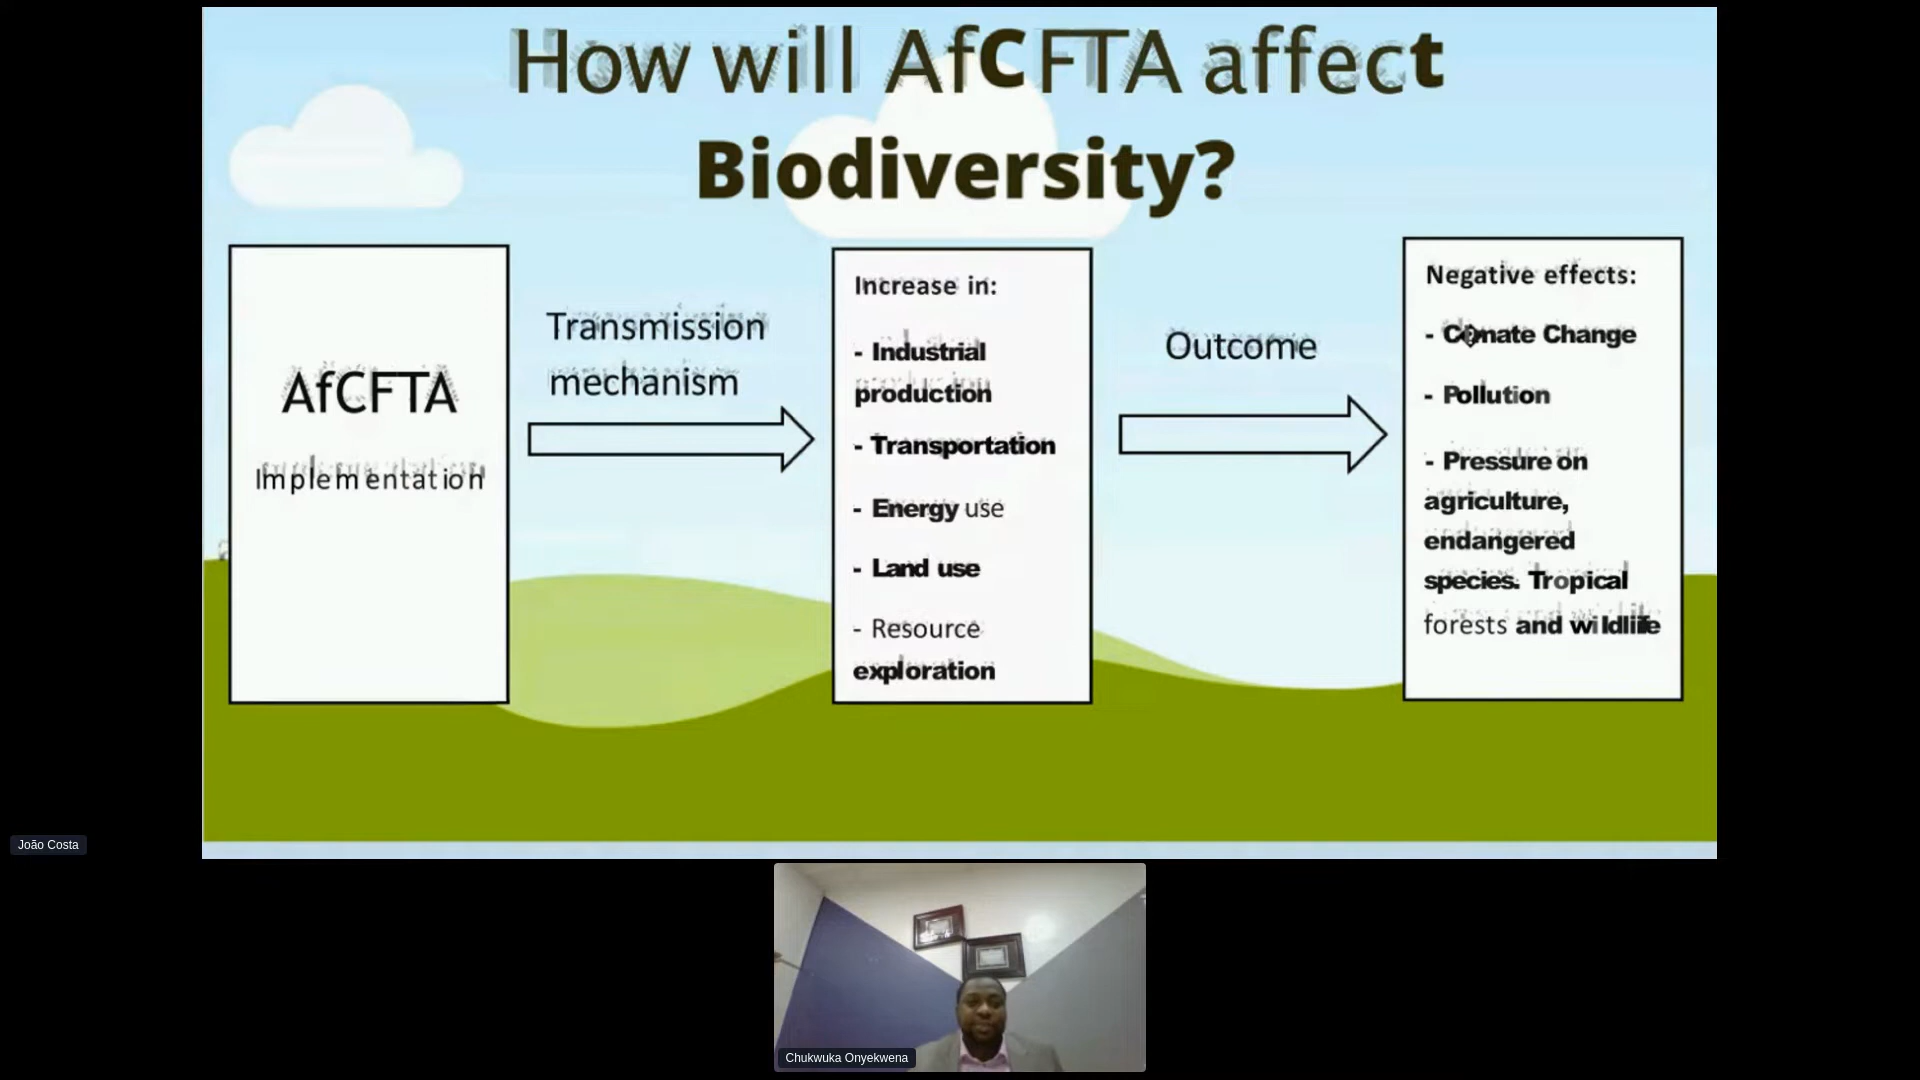 How will AfCFTA affect
Biodiversity?
AfCFTA
Implementation
Transmission
mechanism
Increase in:
- Industrial
production
- Transportation
- Energy use
- Land use
- Resource
exploration
Outcome
Negative effects:
- Climate Change
- Pollution
- Pressure on
agriculture,
endangered
species. Tropical
forests and wildlife
João Costa
Chukwuka Onyekwena